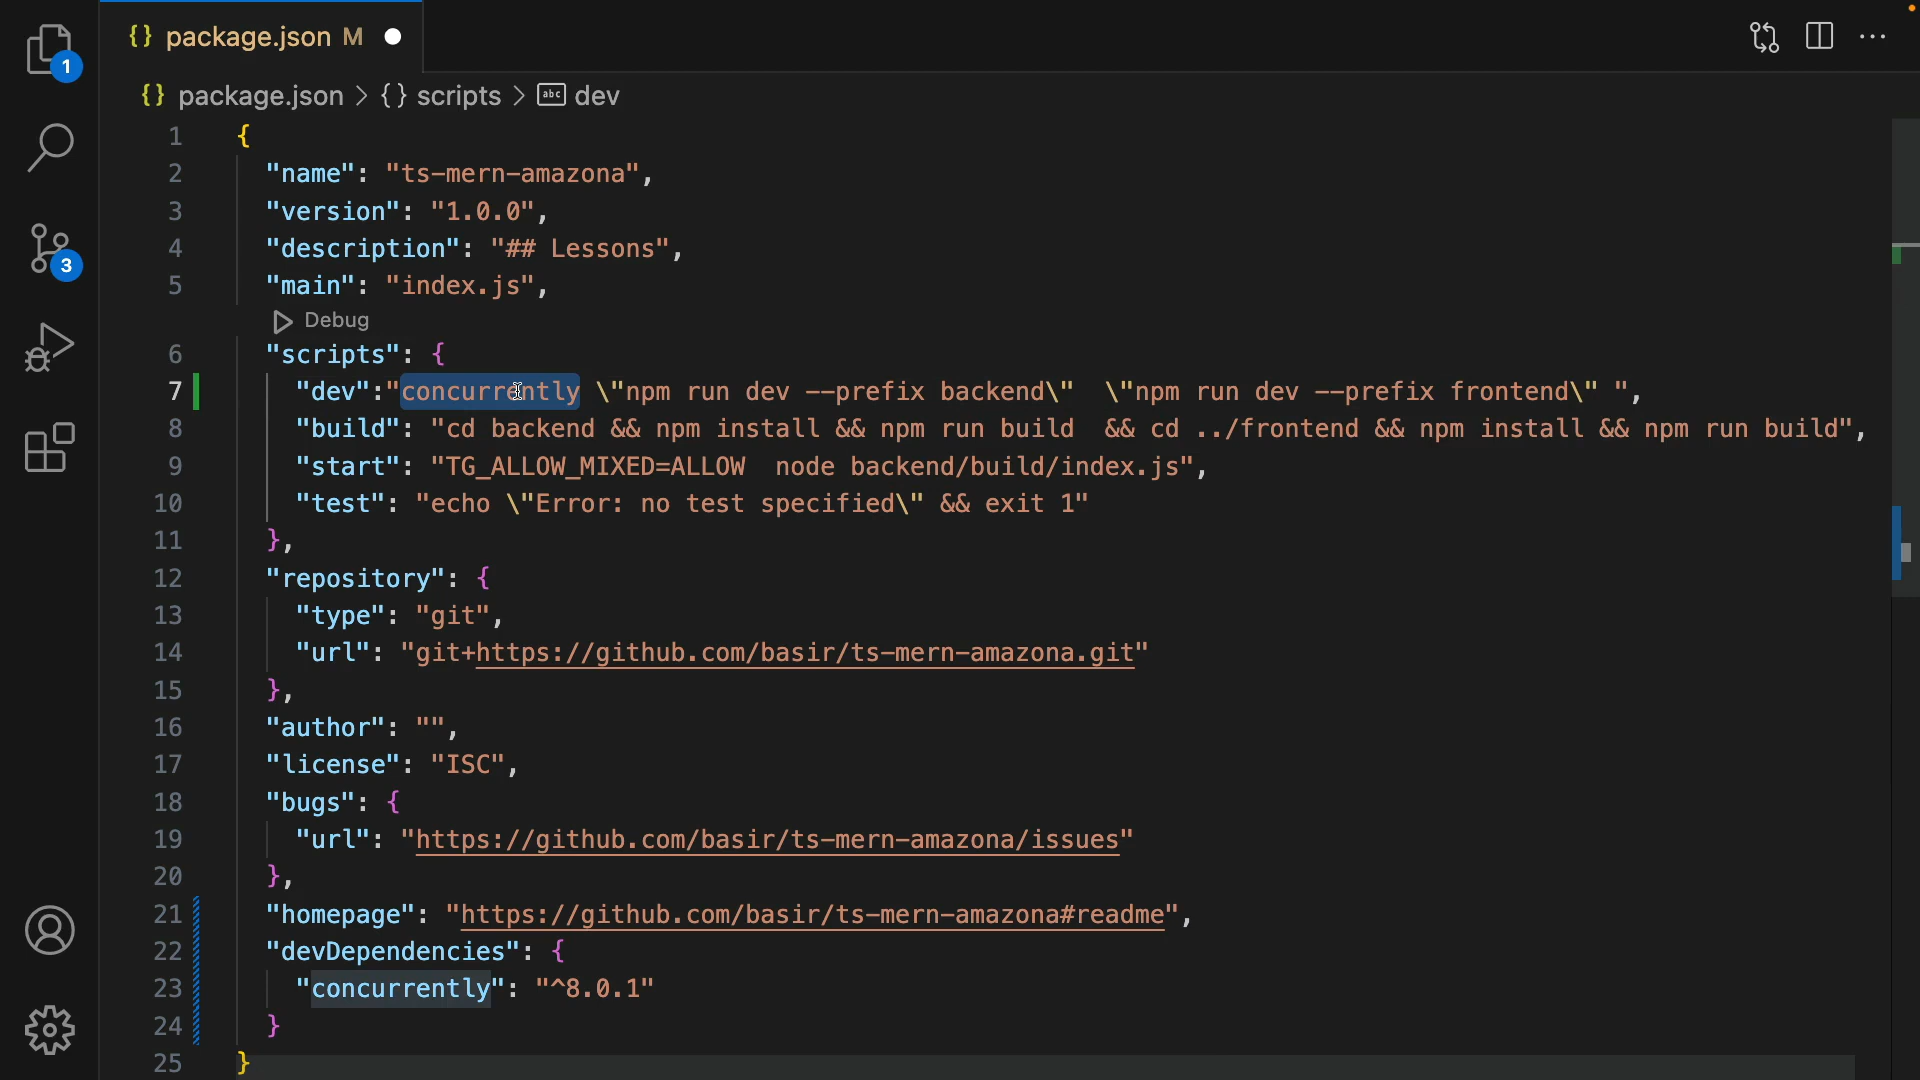 {} package.json M
1
{} package.json > {} scripts > abc dev
1 {
2 "name": "ts-mern-amazona",
3 "version": "1.0.0",
4 "description": "## Lessons",
5 "main": "index.js",
Debug
6 "scripts": {
7 "dev":"concurrently \"npm run dev --prefix backend\"  \"npm run dev --prefix frontend\" ",
8 "build": "cd backend && npm install && npm run build  && cd ../frontend && npm install && npm run build",
9 "start": "TG_ALLOW_MIXED=ALLOW  node backend/build/index.js",
10 "test": "echo \"Error: no test specified\" && exit 1"
11 },
12 "repository": {
13 "type": "git",
14 "url": "git+https://github.com/basir/ts-mern-amazona.git"
15 },
16 "author": "",
17 "license": "ISC",
18 "bugs": {
19 "url": "https://github.com/basir/ts-mern-amazona/issues"
20 },
21 "homepage": "https://github.com/basir/ts-mern-amazona#readme",
22 "devDependencies": {
23 "concurrently": "^8.0.1"
24 }
25 }
3